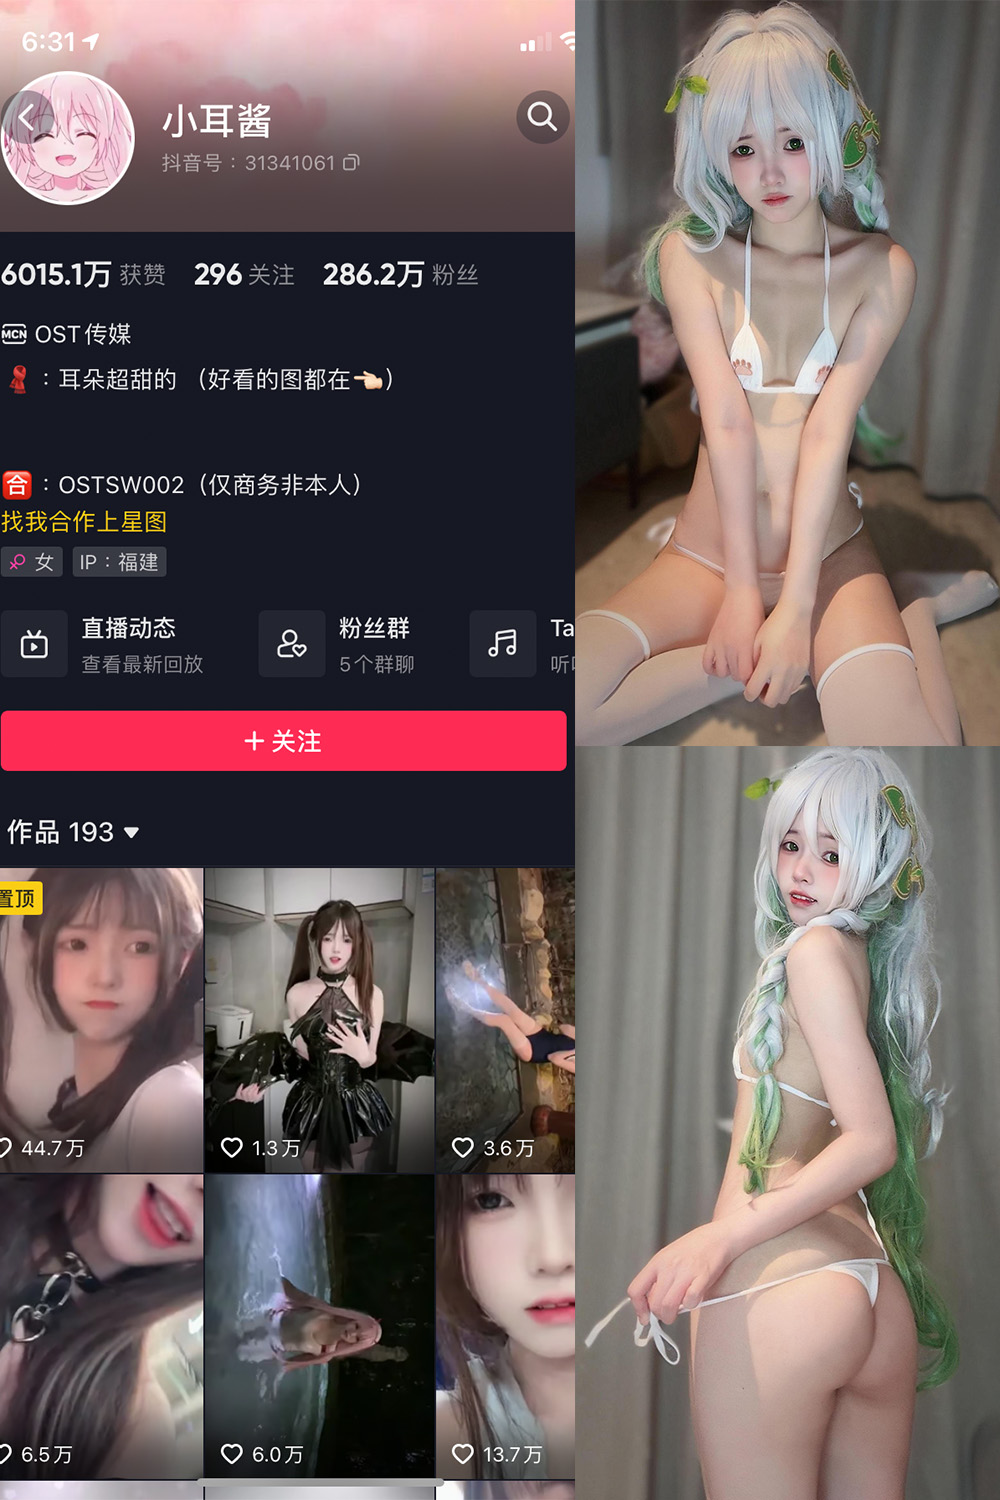 6:31
小耳酱
抖音号：31341061
6015.1万 获赞 296 关注 286.2万 粉丝
MCN OST传媒
：耳朵超甜的 （好看的图都在👈🏻）
合：OSTSW002（仅商务非本人）
找我合作上星图
女 IP：福建
直播动态 粉丝群 Ta
查看最新回放 5个群聊 听
+ 关注
作品 193
置顶
44.7万 1.3万 3.6万
6.5万 6.0万 13.7万